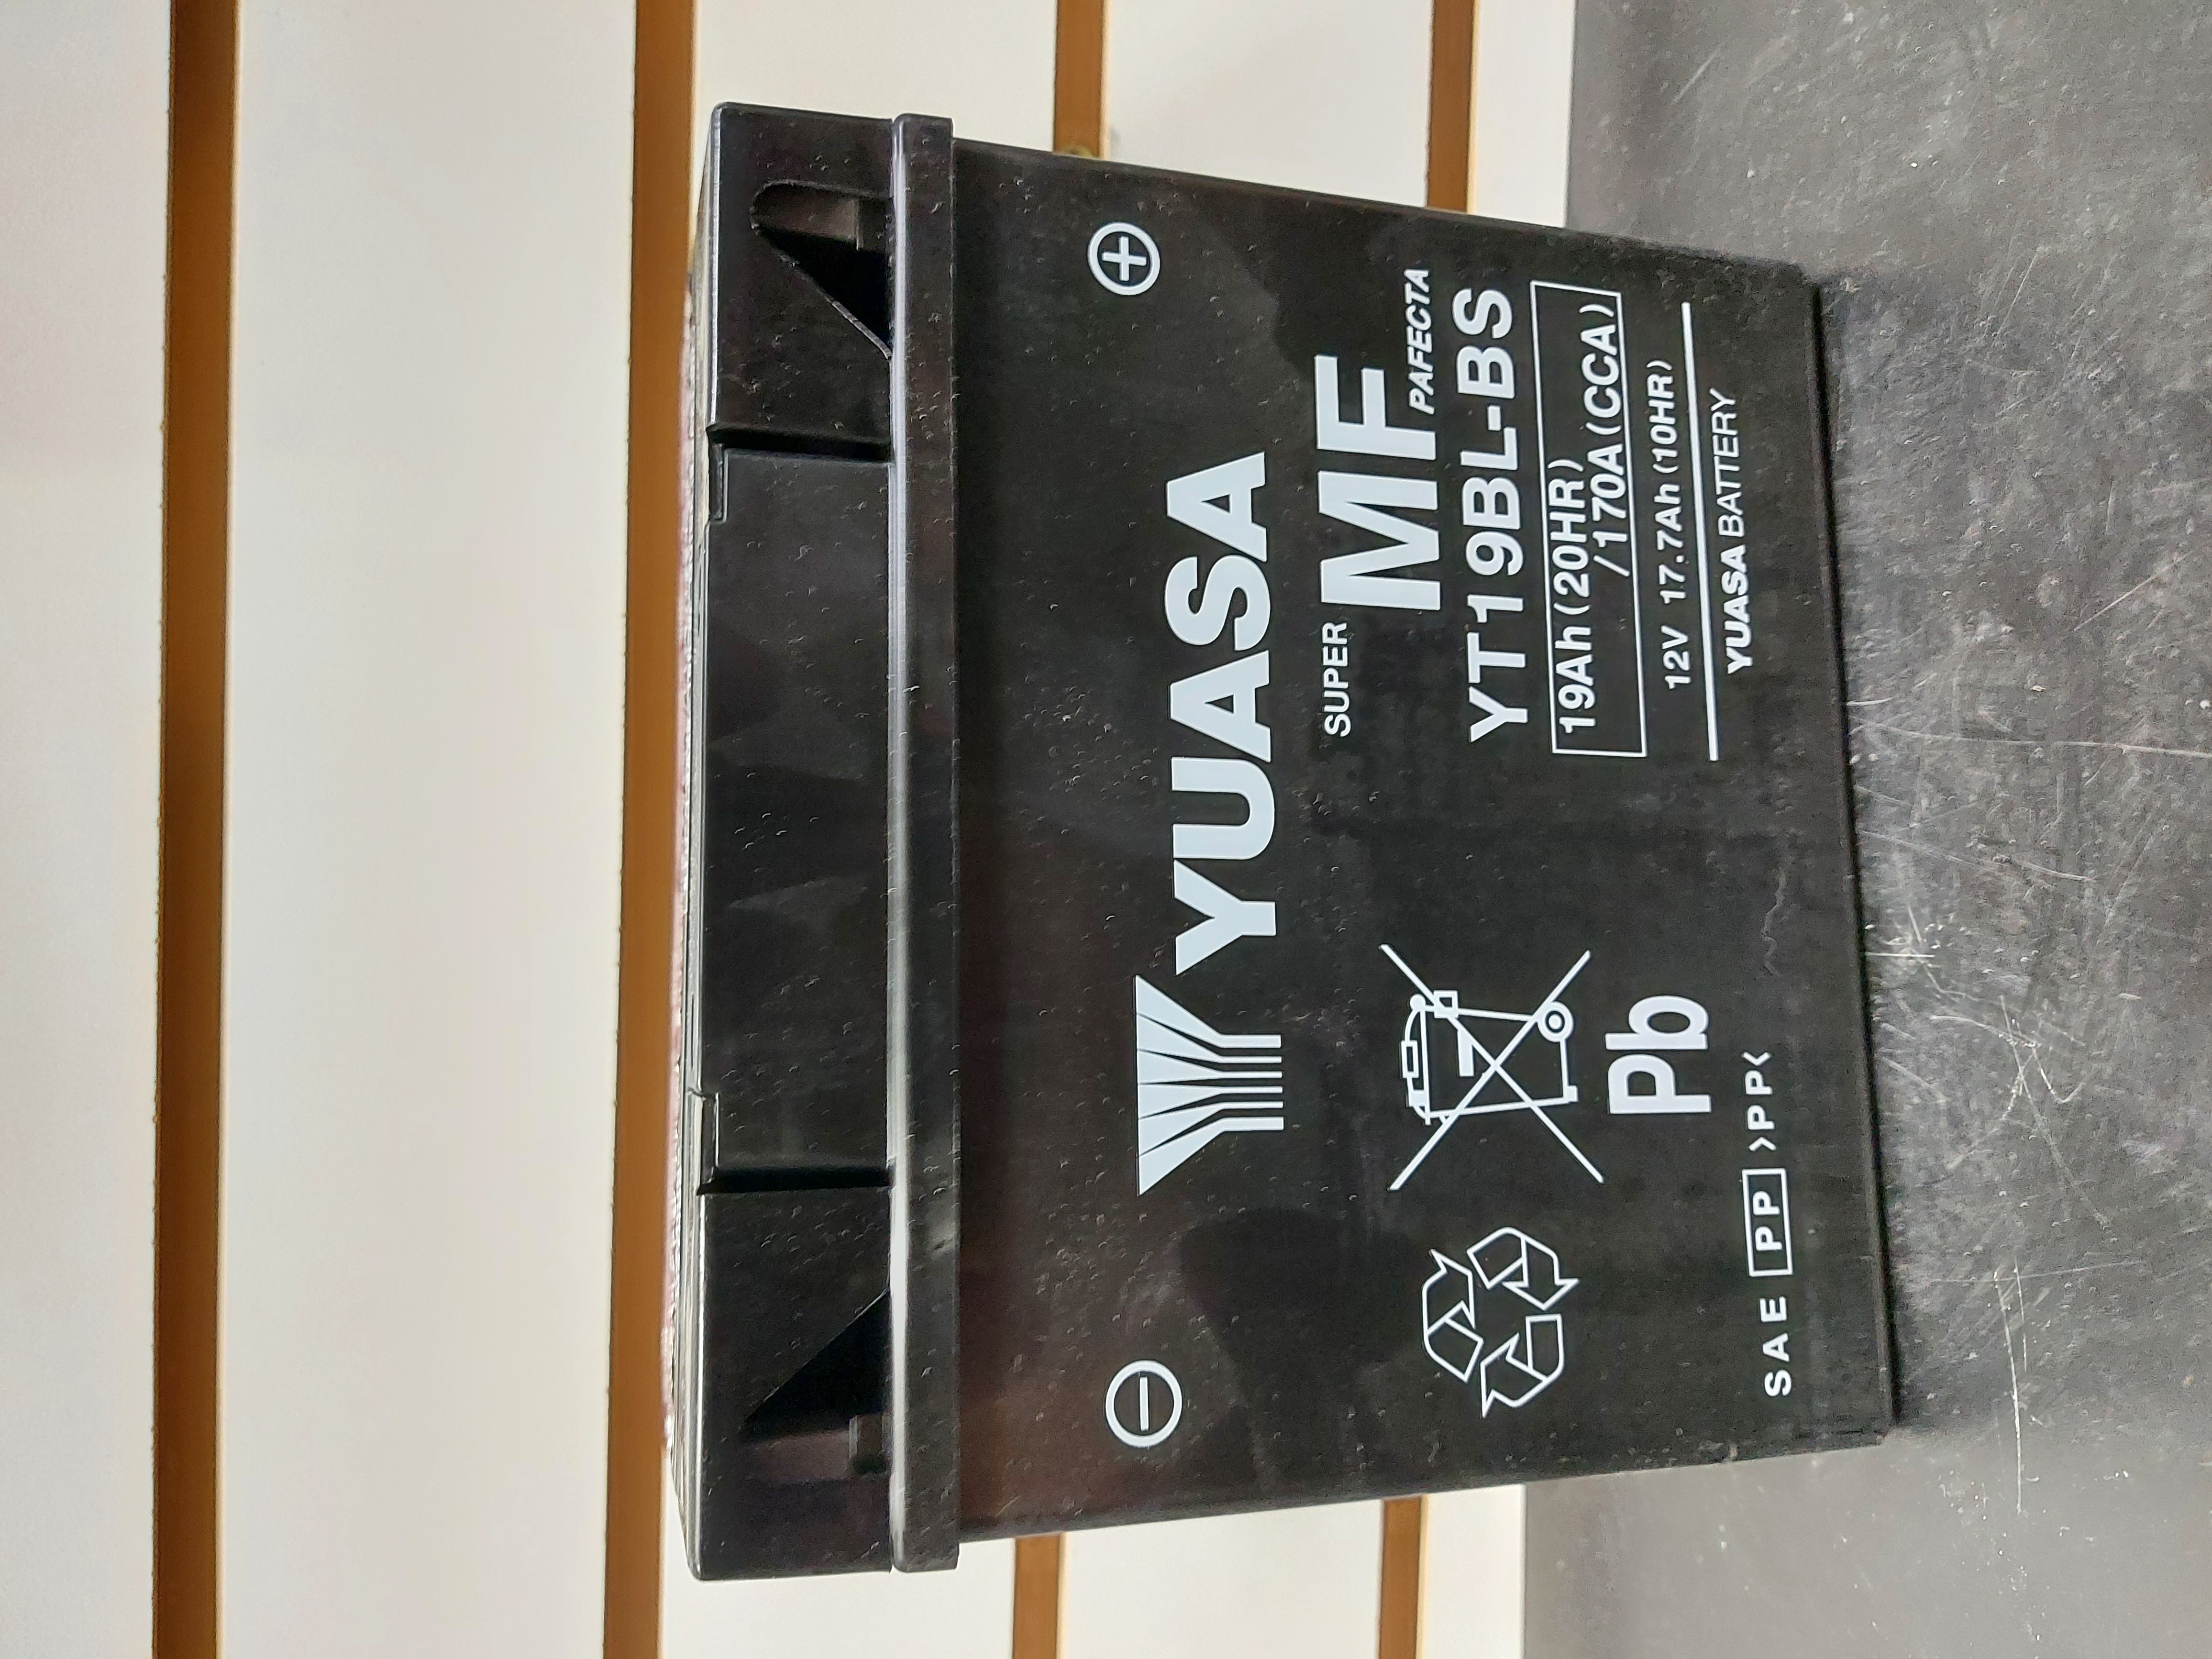 YUASA
SUPER MF PAFECTA
YT19BL-BS
19Ah(20HR)
/170A(CCA)
12V 17.7Ah(10HR)
YUASA BATTERY
Pb
SAE PP >PP<